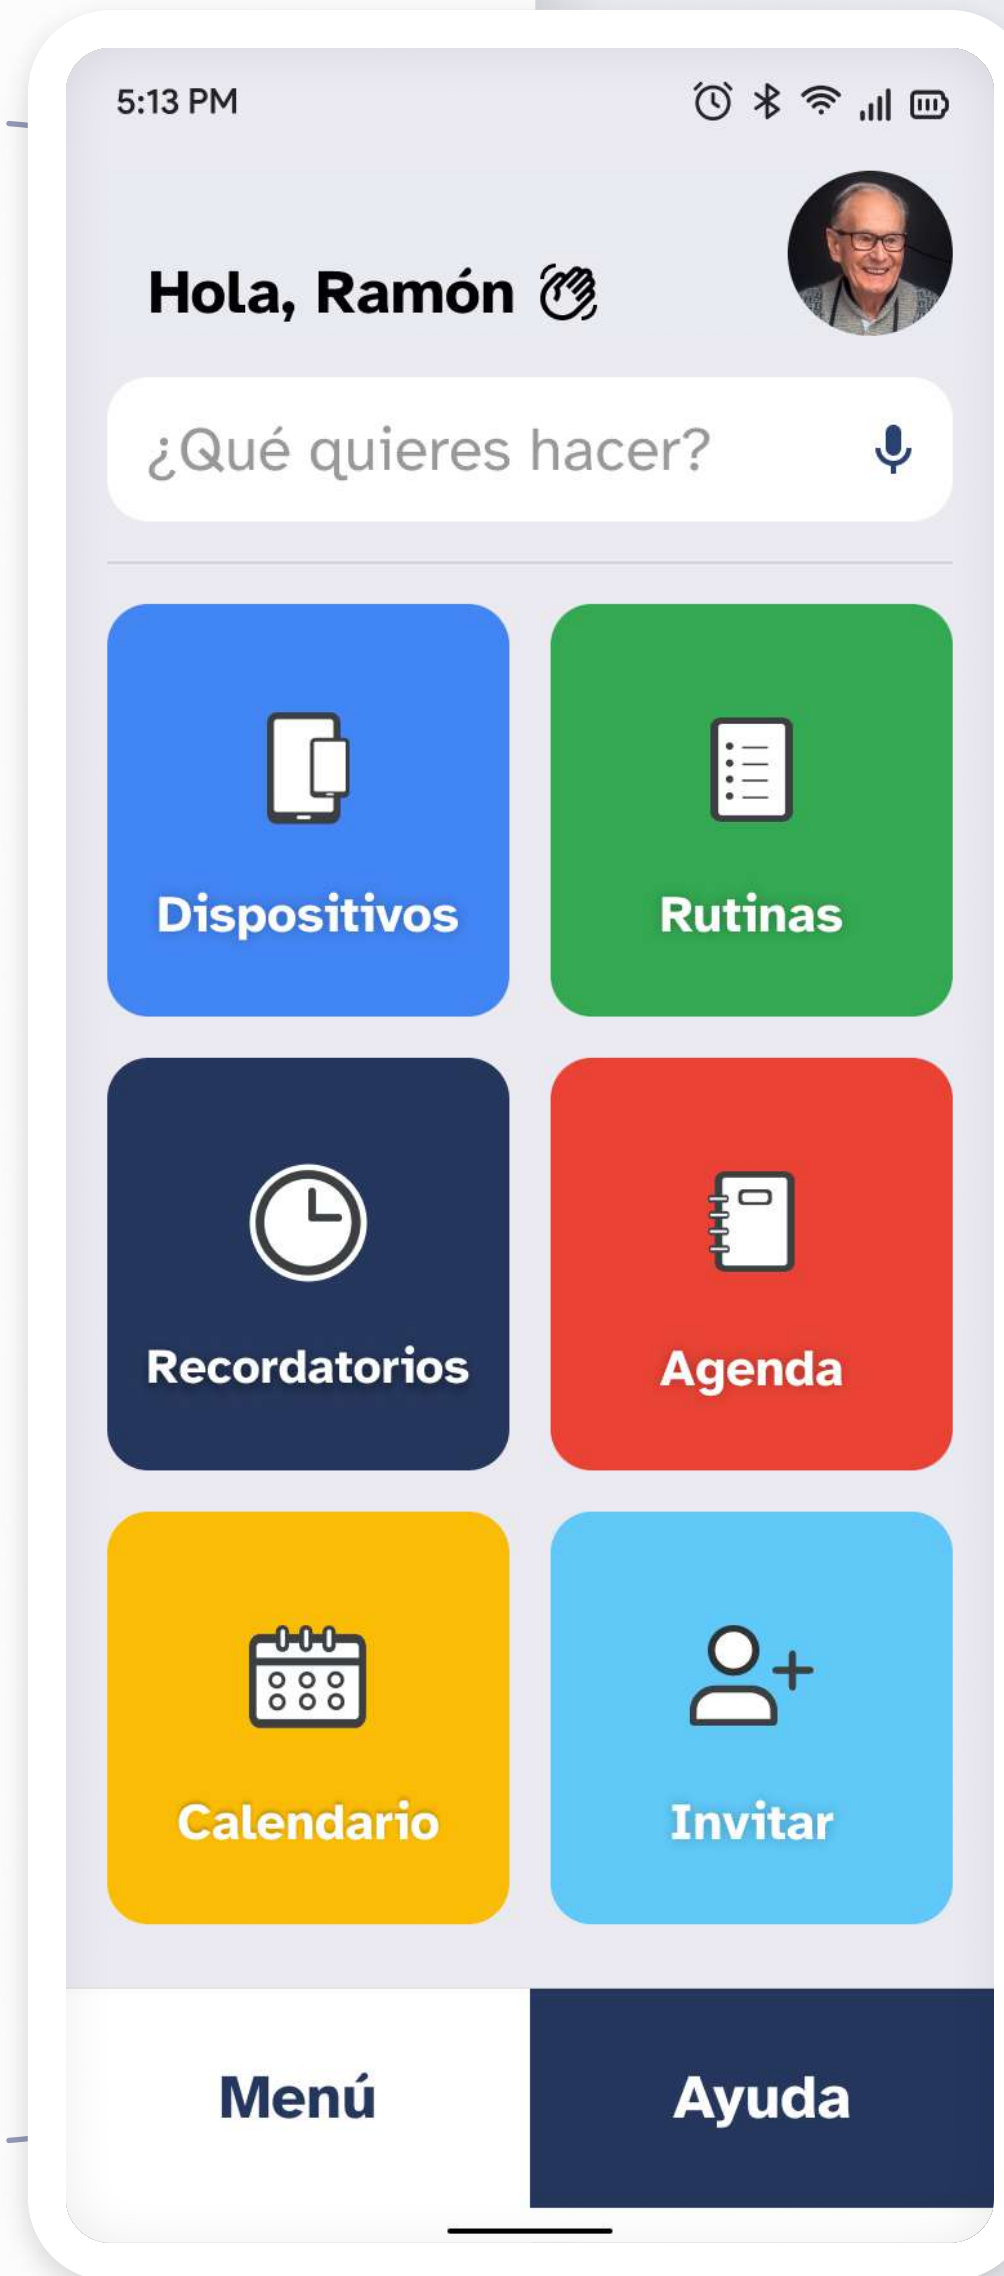 5:13 PM
Hola, Ramón
¿Qué quieres hacer?
Dispositivos
Rutinas
Recordatorios
Agenda
Calendario
Invitar
Menú
Ayuda